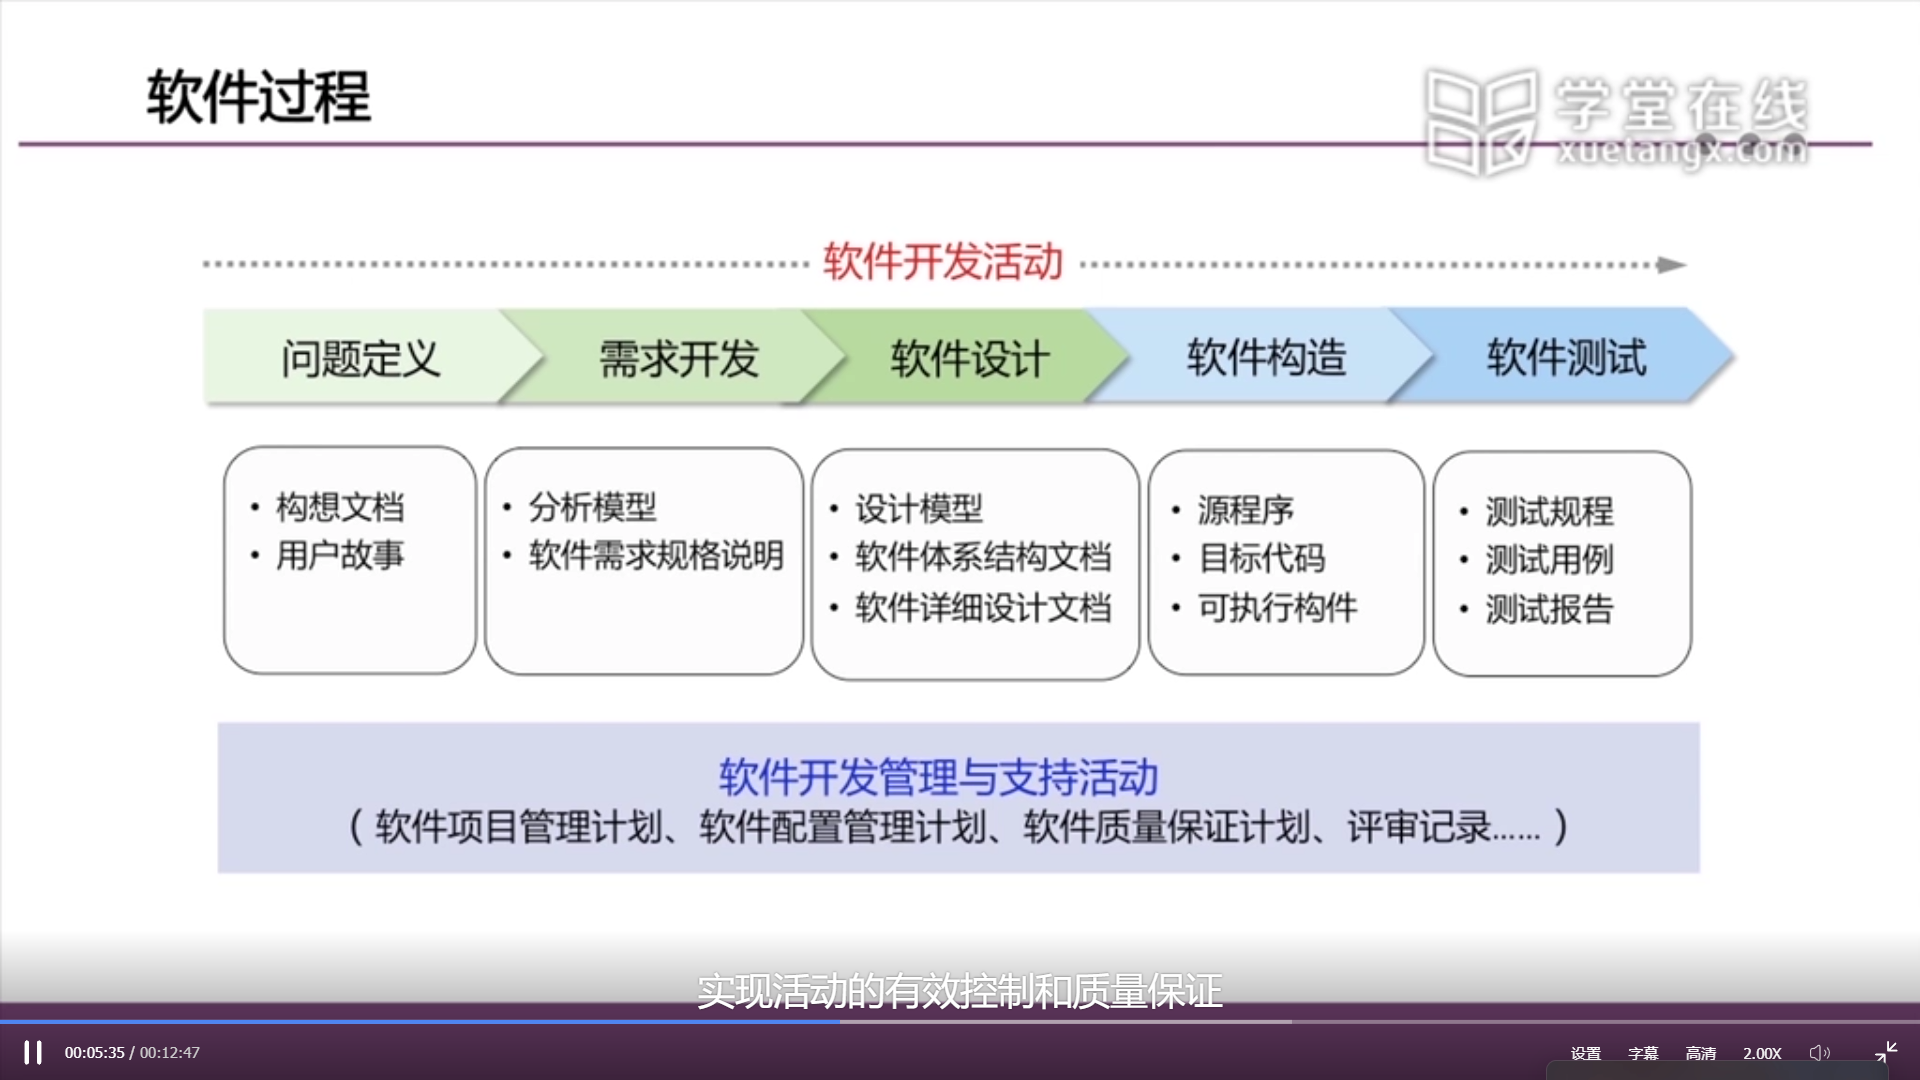 软件过程
学堂在线
xuetangx.com
软件开发活动
问题定义
需求开发
软件设计
软件构造
软件测试
• 构想文档
• 用户故事
• 分析模型
• 软件需求规格说明
• 设计模型
• 软件体系结构文档
• 软件详细设计文档
• 源程序
• 目标代码
• 可执行构件
• 测试规程
• 测试用例
• 测试报告
软件开发管理与支持活动
（软件项目管理计划、软件配置管理计划、软件质量保证计划、评审记录……）
实现活动的有效控制和质量保证
00:05:35 / 00:12:47
设置 字幕 高清 2.00X